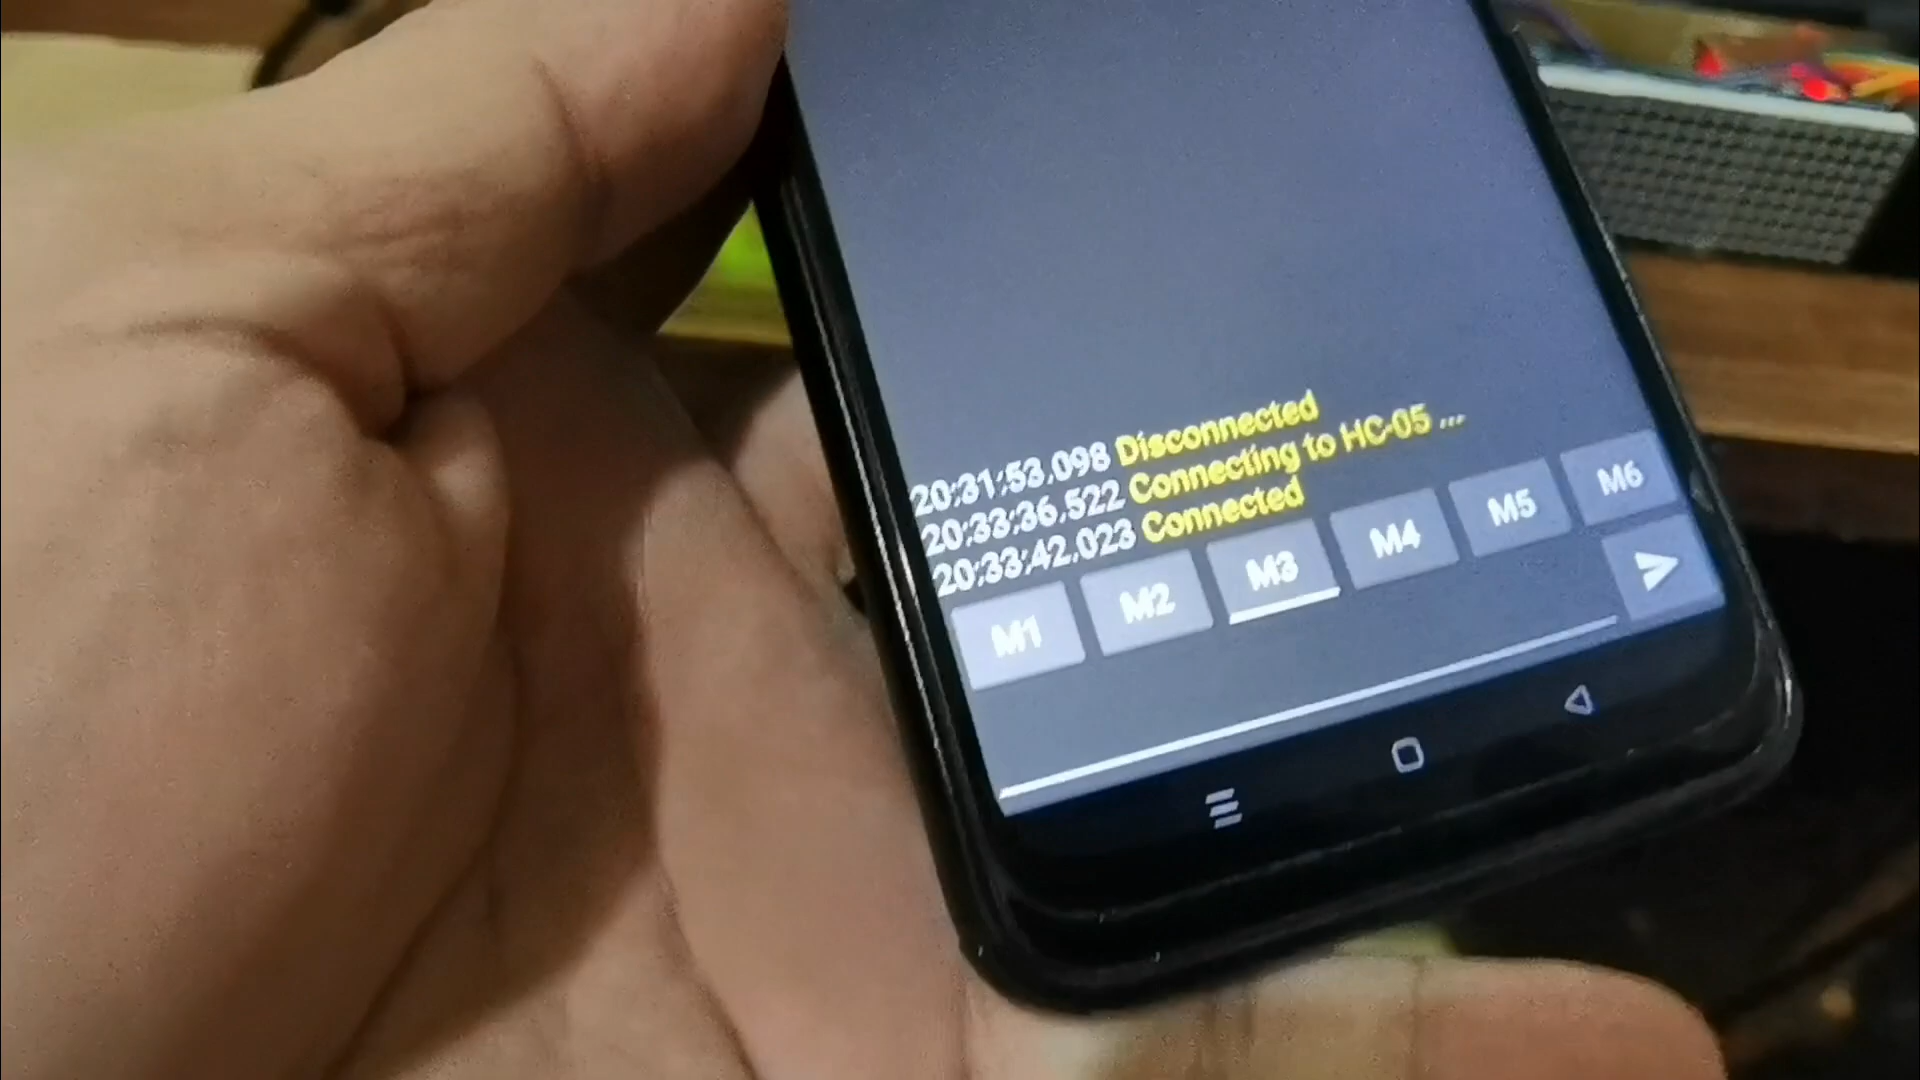 20:31:53.098 Disconnected
20:33:36.522 Connecting to HC-05 ...
20:33:42.023 Connected
M1 M2 M3 M4 M5 M6